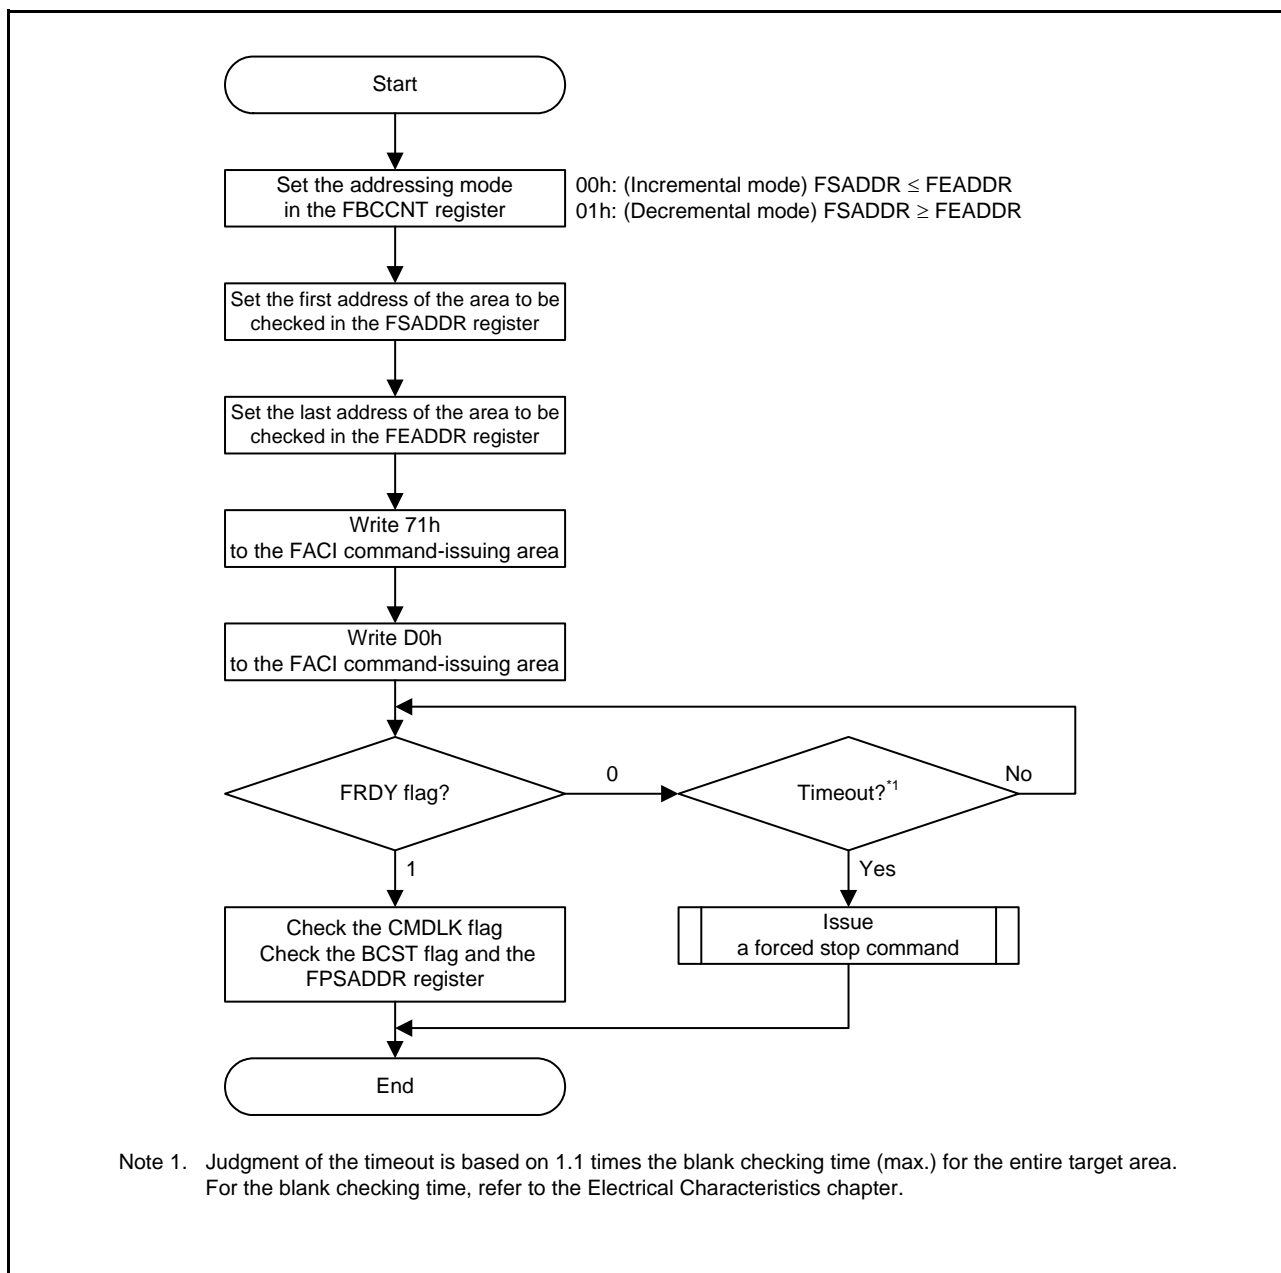 Start
Set the addressing mode
in the FBCCNT register
00h: (Incremental mode) FSADDR ≤ FEADDR
01h: (Decremental mode) FSADDR ≥ FEADDR
Set the first address of the area to be
checked in the FSADDR register
Set the last address of the area to be
checked in the FEADDR register
Write 71h
to the FACI command-issuing area
Write D0h
to the FACI command-issuing area
FRDY flag?
0
Timeout?*1
No
1
Yes
Check the CMDLK flag
Check the BCST flag and the
FPSADDR register
Issue
a forced stop command
End
Note 1. Judgment of the timeout is based on 1.1 times the blank checking time (max.) for the entire target area.
For the blank checking time, refer to the Electrical Characteristics chapter.